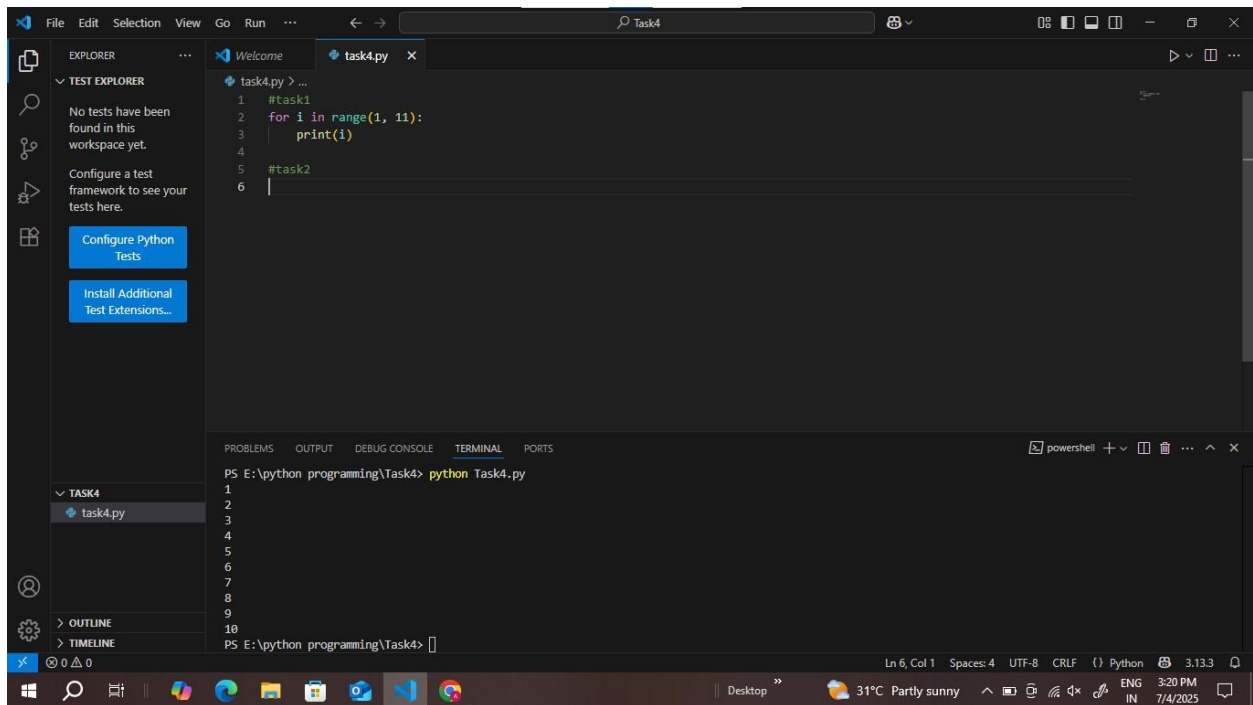 File Edit Selection View Go Run ··· ← → Task4
EXPLORER ···
TEST EXPLORER
No tests have been
found in this
workspace yet.
Configure a test
framework to see your
tests here.
Configure Python
Tests
Install Additional
Test Extensions...
TASK4
task4.py
OUTLINE
TIMELINE
Welcome task4.py
task4.py > ...
1 #task1
2 for i in range(1, 11):
3 print(i)
4
5 #task2
6
PROBLEMS OUTPUT DEBUG CONSOLE TERMINAL PORTS
powershell
PS E:\python programming\Task4> python Task4.py
1
2
3
4
5
6
7
8
9
10
PS E:\python programming\Task4>
0 0 Ln 6, Col 1 Spaces: 4 UTF-8 CRLF {} Python 3.13.3
Desktop » 31°C Partly sunny
ENG
IN
3:20 PM
7/4/2025